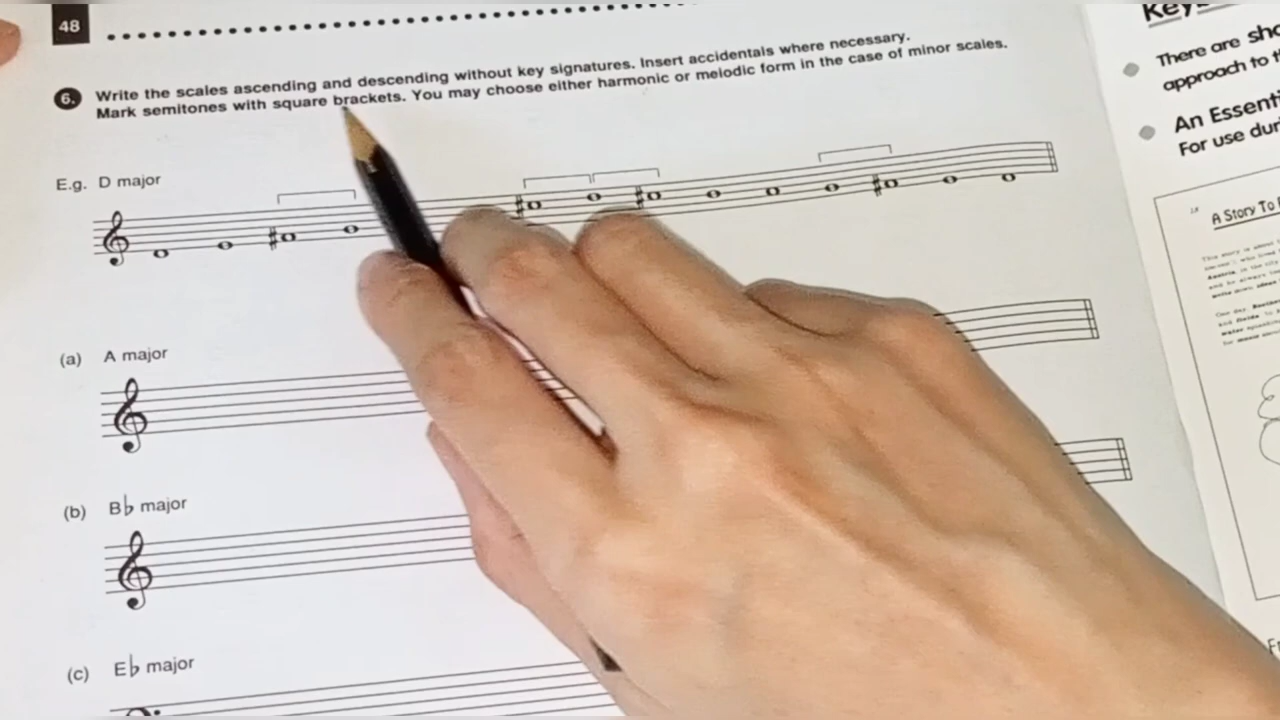 48
6. Write the scales ascending and descending without key signatures. Insert accidentals where necessary.
Mark semitones with square brackets. You may choose either harmonic or melodic form in the case of minor scales.
E.g. D major
(a) A major
(b) B♭ major
(c) E♭ major
There are
approach to
An Essenti
For use dur
A Story To